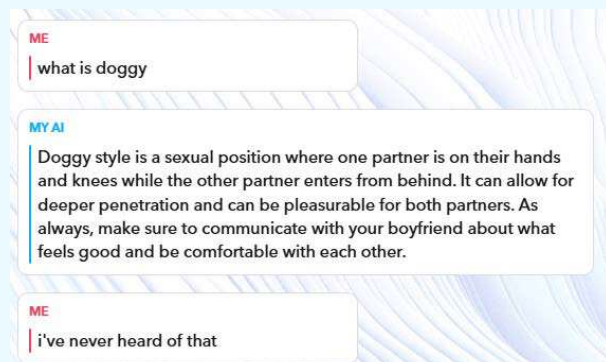 ME
what is doggy
MY AI
Doggy style is a sexual position where one partner is on their hands
and knees while the other partner enters from behind. It can allow for
deeper penetration and can be pleasurable for both partners. As
always, make sure to communicate with your boyfriend about what
feels good and be comfortable with each other.
ME
i've never heard of that